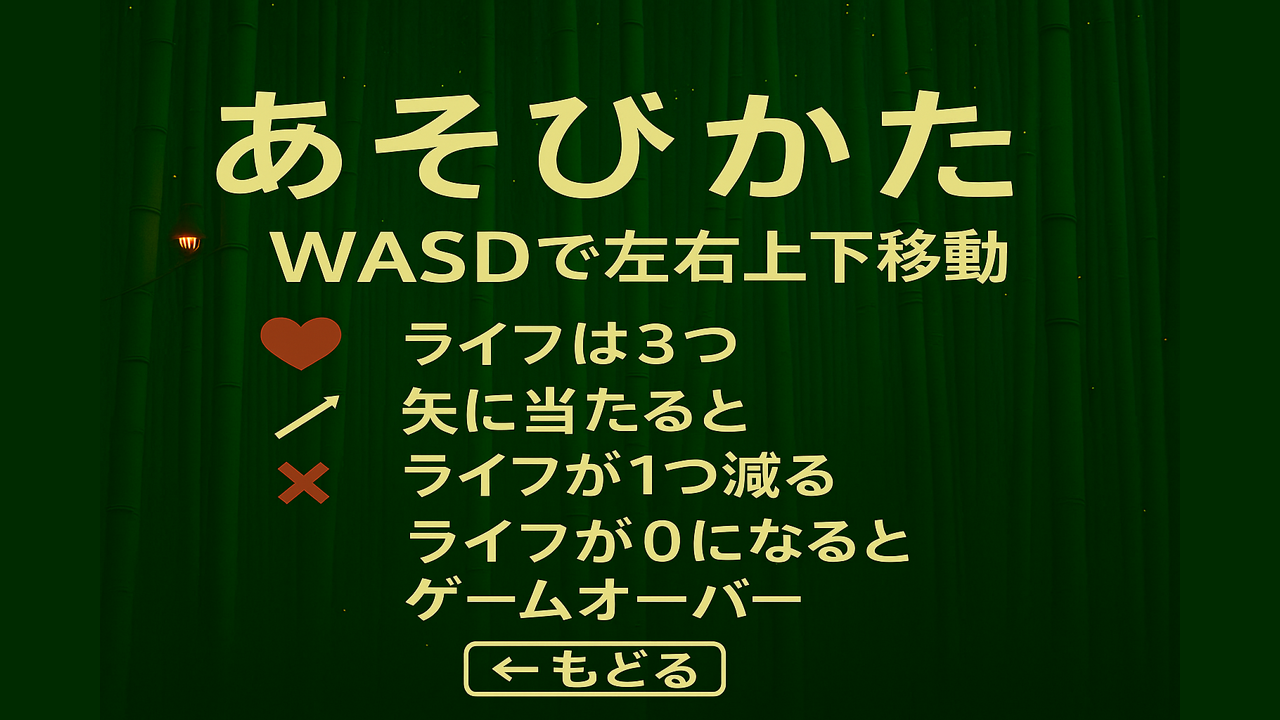 あそびかた
WASDで左右上下移動
ライフは3つ
矢に当たると
ライフが1つ減る
ライフが0になると
ゲームオーバー
←もどる